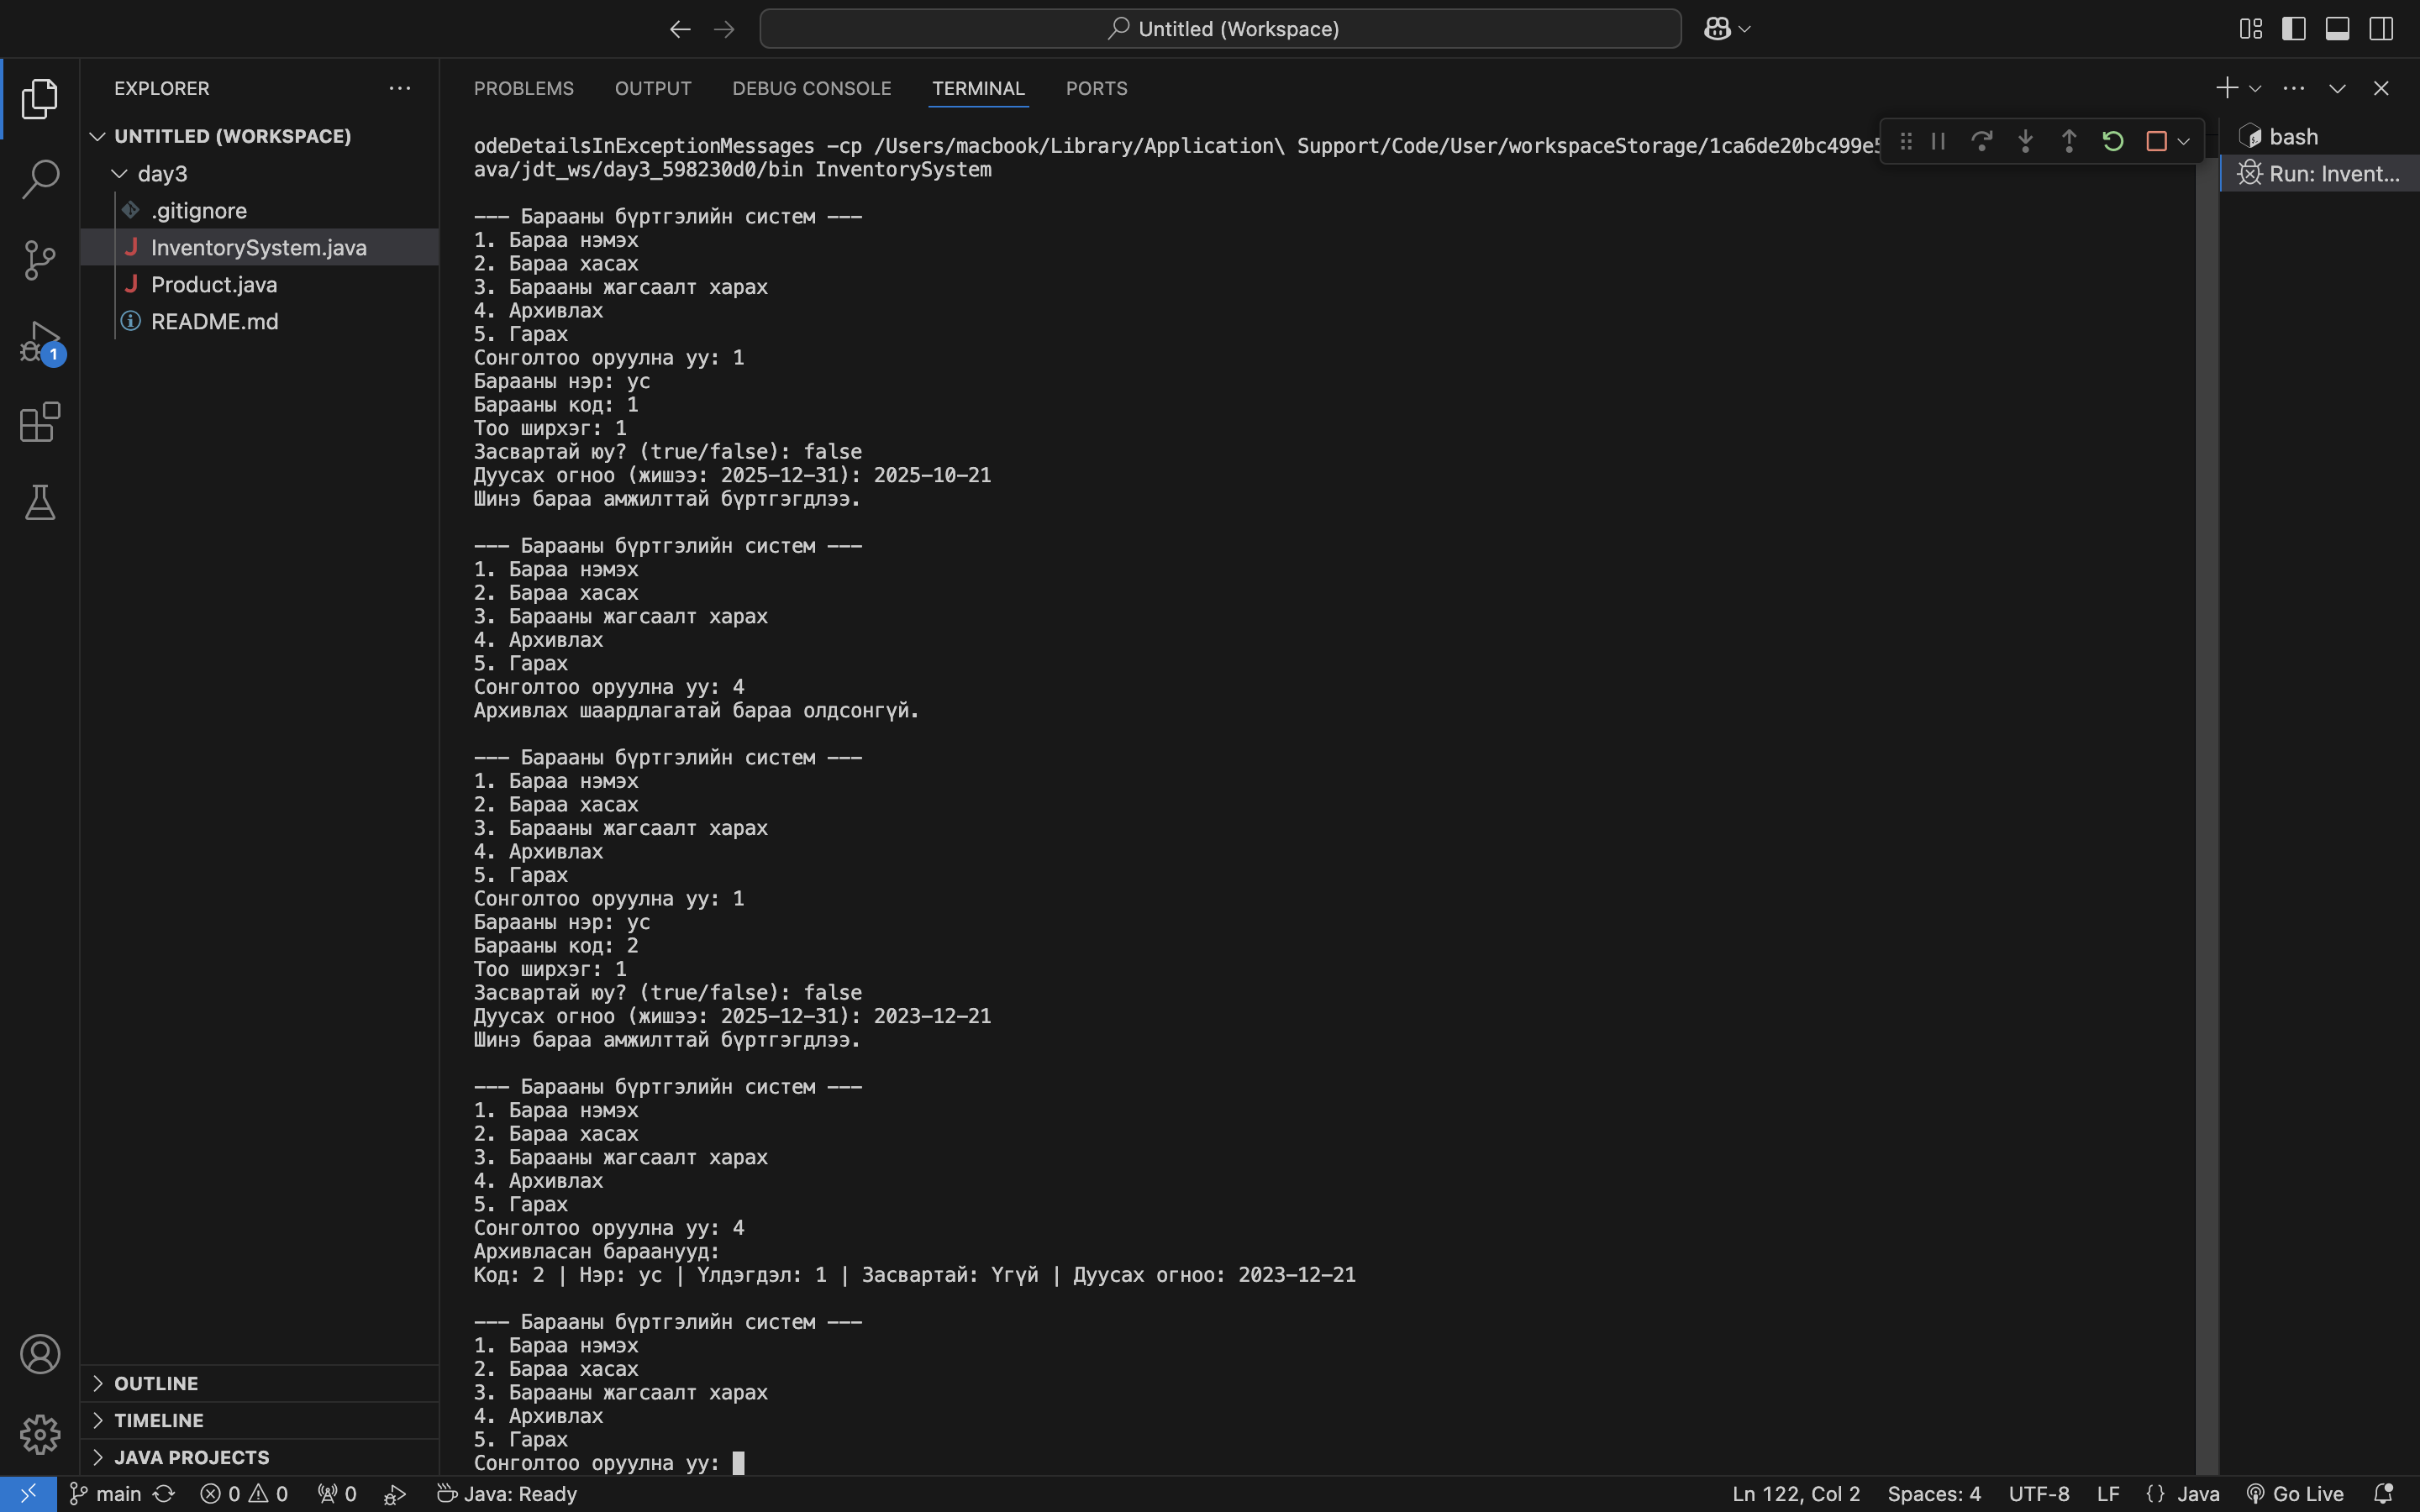 Untitled (Workspace)
EXPLORER
UNTITLED (WORKSPACE)
day3
.gitignore
InventorySystem.java
Product.java
README.md
1
OUTLINE
TIMELINE
JAVA PROJECTS
PROBLEMS OUTPUT DEBUG CONSOLE TERMINAL PORTS
odeDetailsInExceptionMessages -cp /Users/macbook/Library/Application\ Support/Code/User/workspaceStorage/1ca6de20bc499e5
ava/jdt_ws/day3_598230d0/bin InventorySystem
--- Барааны бүртгэлийн систем ---
1. Бараа нэмэх
2. Бараа хасах
3. Барааны жагсаалт харах
4. Архивлах
5. Гарах
Сонголтоо оруулна уу: 1
Барааны нэр: ус
Барааны код: 1
Тоо ширхэг: 1
Засвартай юу? (true/false): false
Дуусах огноо (жишээ: 2025-12-31): 2025-10-21
Шинэ бараа амжилттай бүртгэгдлээ.
--- Барааны бүртгэлийн систем ---
1. Бараа нэмэх
2. Бараа хасах
3. Барааны жагсаалт харах
4. Архивлах
5. Гарах
Сонголтоо оруулна уу: 4
Архивлах шаардлагатай бараа олдсонгүй.
--- Барааны бүртгэлийн систем ---
1. Бараа нэмэх
2. Бараа хасах
3. Барааны жагсаалт харах
4. Архивлах
5. Гарах
Сонголтоо оруулна уу: 1
Барааны нэр: ус
Барааны код: 2
Тоо ширхэг: 1
Засвартай юу? (true/false): false
Дуусах огноо (жишээ: 2025-12-31): 2023-12-21
Шинэ бараа амжилттай бүртгэгдлээ.
--- Барааны бүртгэлийн систем ---
1. Бараа нэмэх
2. Бараа хасах
3. Барааны жагсаалт харах
4. Архивлах
5. Гарах
Сонголтоо оруулна уу: 4
Архивласан бараанууд:
Код: 2 | Нэр: ус | Үлдэгдэл: 1 | Засвартай: Үгүй | Дуусах огноо: 2023-12-21
--- Барааны бүртгэлийн систем ---
1. Бараа нэмэх
2. Бараа хасах
3. Барааны жагсаалт харах
4. Архивлах
5. Гарах
Сонголтоо оруулна уу:
bash
Run: Invent...
main 0 0 0 Java: Ready Ln 122, Col 2 Spaces: 4 UTF-8 LF {} Java Go Live